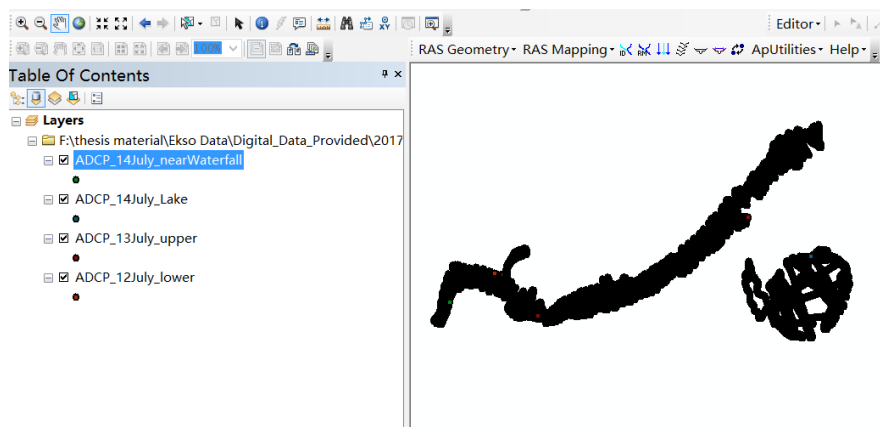 Editor
100%
RAS Geometry RAS Mapping ApUtilities Help
Table Of Contents
Layers
F:\thesis material\Ekso Data\Digital_Data_Provided\2017
ADCP_14July_nearWaterfall
ADCP_14July_Lake
ADCP_13July_upper
ADCP_12July_lower